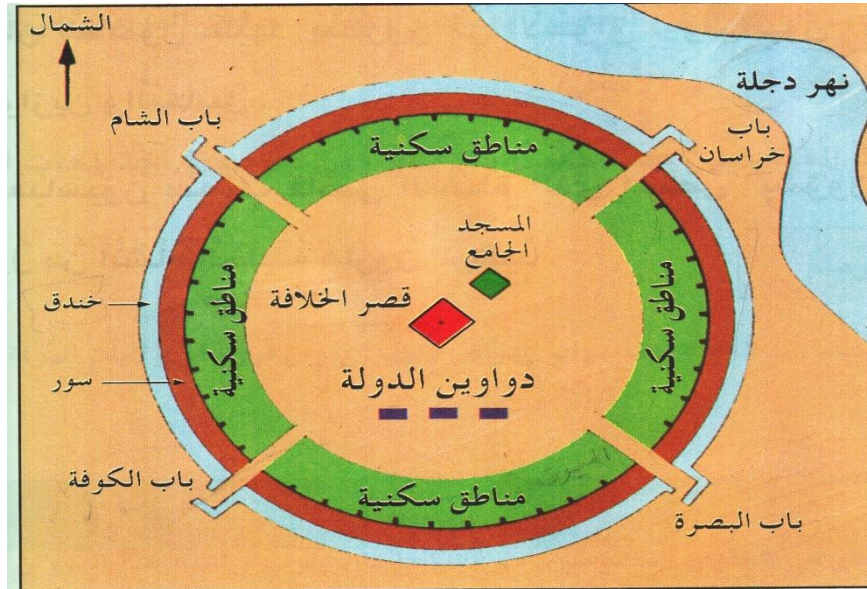 الشمال
نهر دجلة
باب الشام
باب
خراسان
مناطق سكنية
المسجد
الجامع
قصر الخلافة
مناطق سكنية
مناطق سكنية
خندق
سور
دواوين الدولة
باب الكوفة
مناطق سكنية
باب البصرة